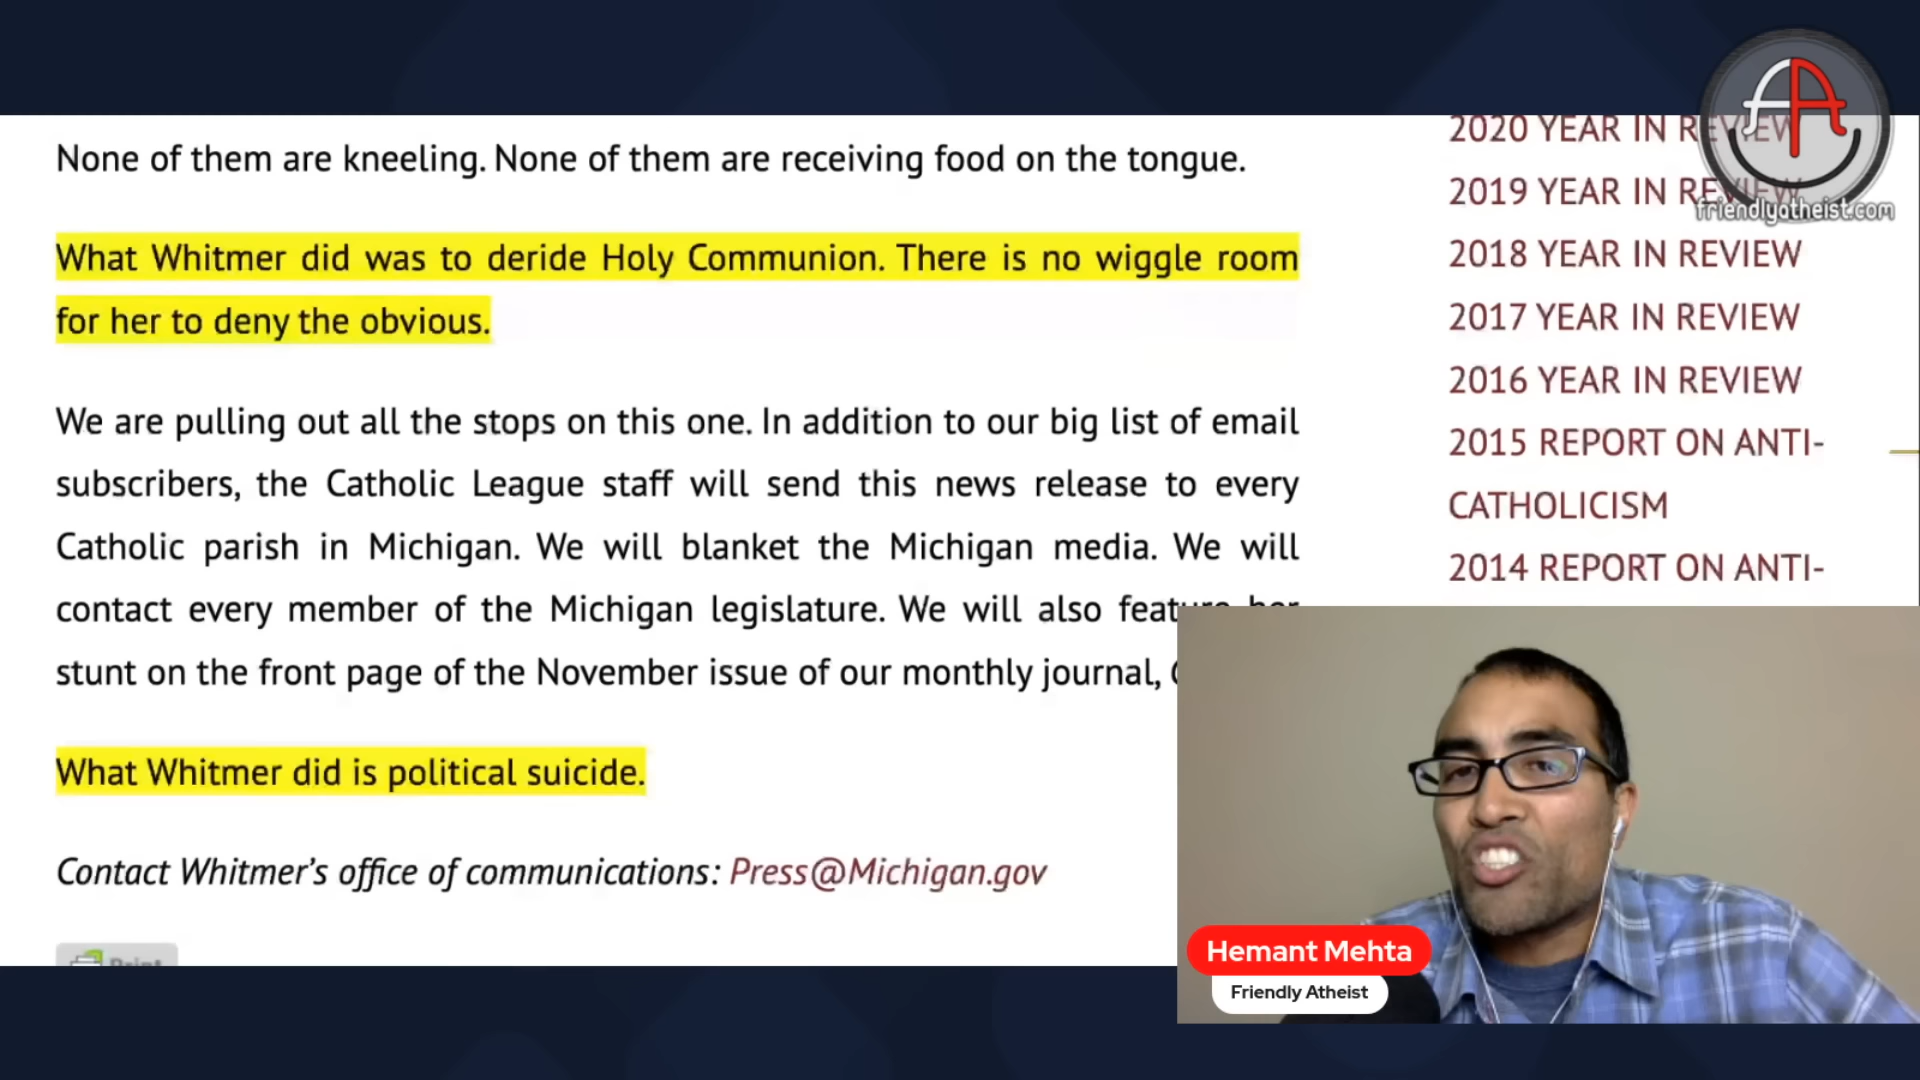 None of them are kneeling. None of them are receiving food on the tongue.
What Whitmer did was to deride Holy Communion. There is no wiggle room
for her to deny the obvious.
We are pulling out all the stops on this one. In addition to our big list of email
subscribers, the Catholic League staff will send this news release to every
Catholic parish in Michigan. We will blanket the Michigan media. We will
contact every member of the Michigan legislature. We will also feature her
stunt on the front page of the November issue of our monthly journal,
What Whitmer did is political suicide.
Contact Whitmer’s office of communications: Press@Michigan.gov
Print
2020 YEAR IN REVIEW
2019 YEAR IN REVIEW
2018 YEAR IN REVIEW
2017 YEAR IN REVIEW
2016 YEAR IN REVIEW
2015 REPORT ON ANTI-
CATHOLICISM
2014 REPORT ON ANTI-
friendlyatheist.com
Hemant Mehta
Friendly Atheist